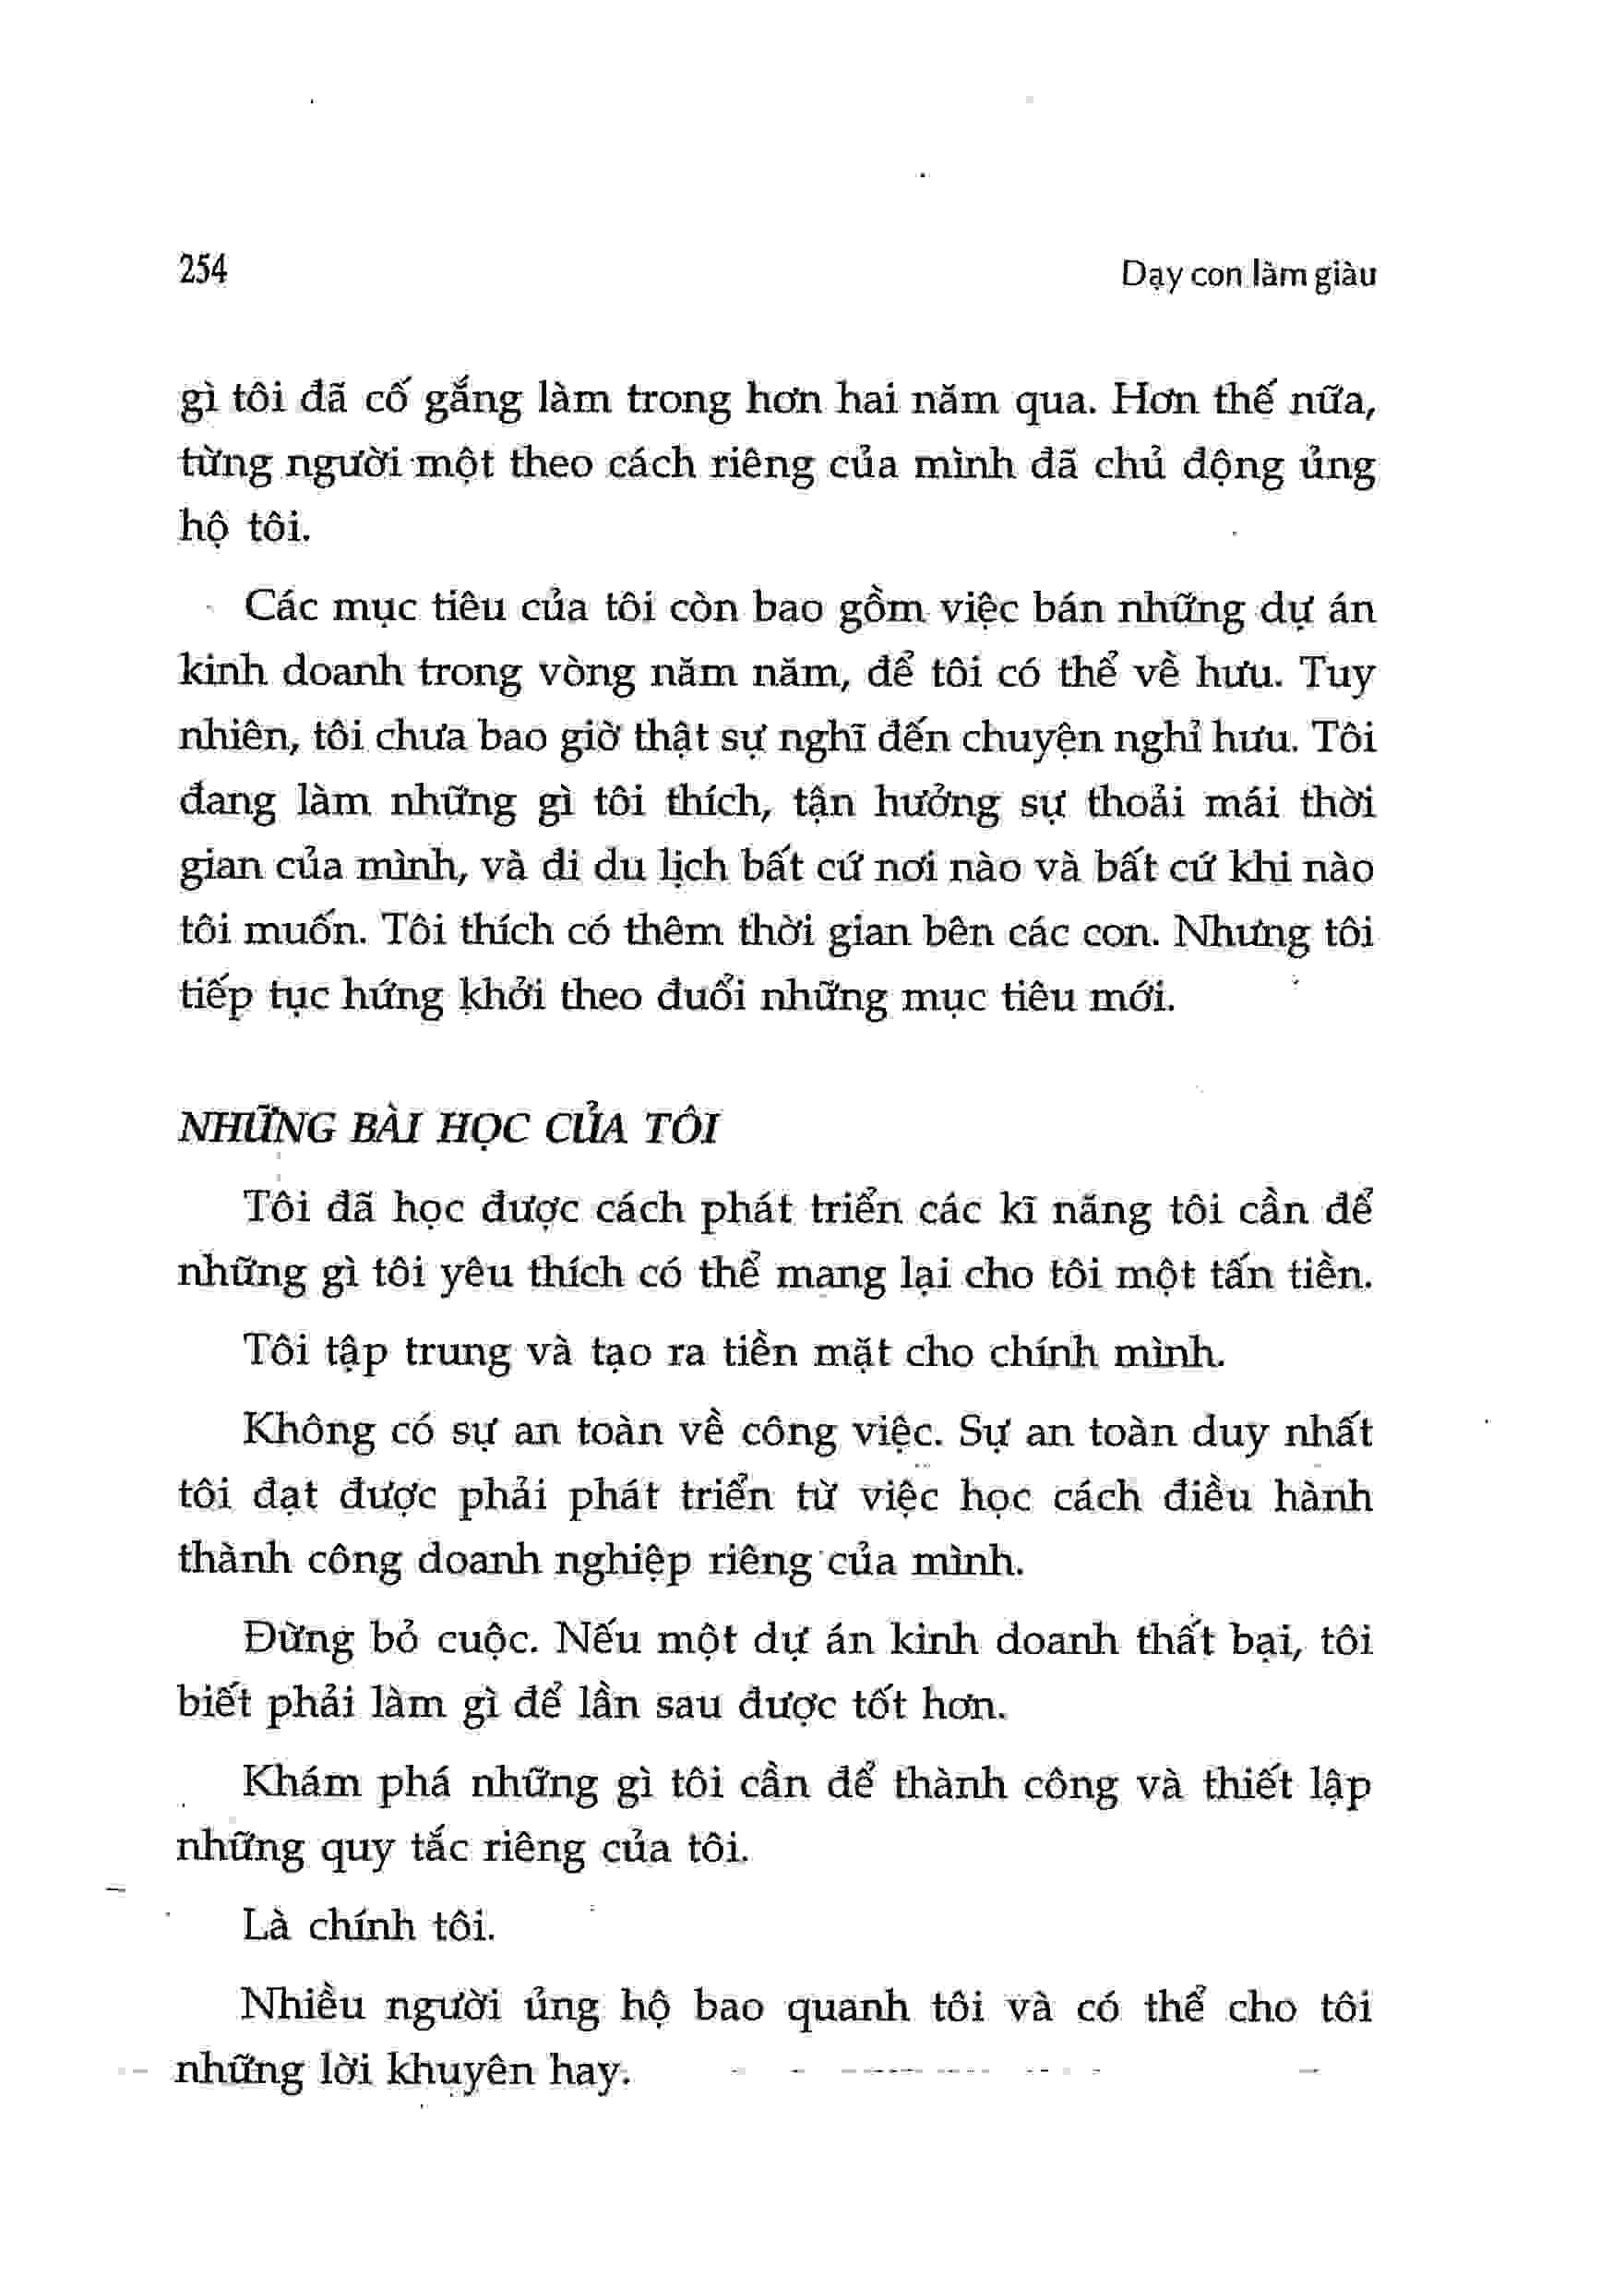 254
Dạy con làm giàu
gì tôi đã cố gắng làm trong hơn hai năm qua. Hơn thế nữa,
từng người một theo cách riêng của mình đã chủ động ủng
hộ tôi.
Các mục tiêu của tôi còn bao gồm việc bán những dự án
kinh doanh trong vòng năm năm, để tôi có thể về hưu. Tuy
nhiên, tôi chưa bao giờ thật sự nghĩ đến chuyện nghỉ hưu. Tôi
đang làm những gì tôi thích, tận hưởng sự thoải mái thời
gian của mình, và đi du lịch bất cứ nơi nào và bất cứ khi nào
tôi muốn. Tôi thích có thêm thời gian bên các con. Nhưng tôi
tiếp tục hứng khởi theo đuổi những mục tiêu mới.
NHỮNG BÀI HỌC CỦA TÔI
Tôi đã học được cách phát triển các kĩ năng tôi cần để
những gì tôi yêu thích có thể mang lại cho tôi một tấn tiền.
Tôi tập trung và tạo ra tiền mặt cho chính mình.
Không có sự an toàn về công việc. Sự an toàn duy nhất
tôi đạt được phải phát triển từ việc học cách điều hành
thành công doanh nghiệp riêng của mình.
Đừng bỏ cuộc. Nếu một dự án kinh doanh thất bại, tôi
biết phải làm gì để lần sau được tốt hơn.
Khám phá những gì tôi cần để thành công và thiết lập
những quy tắc riêng của tôi.
Là chính tôi.
Nhiều người ủng hộ bao quanh tôi và có thể cho tôi
những lời khuyên hay.